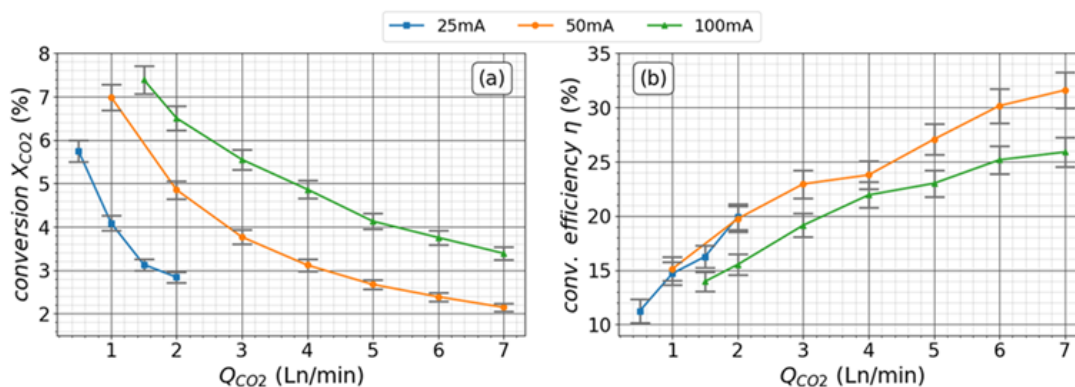 25mA 50mA 100mA
(a)
conversion X_CO2 (%)
8
7
6
5
4
3
2
1 2 3 4 5 6 7
Q_CO2 (Ln/min)
(b)
conv. efficiency η (%)
35
30
25
20
15
10
1 2 3 4 5 6 7
Q_CO2 (Ln/min)